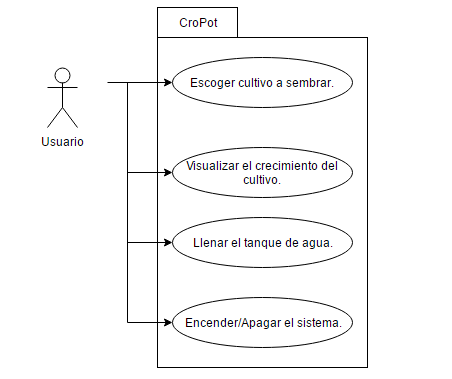 CroPot
Escoger cultivo a sembrar.
Usuario
Visualizar el crecimiento del
cultivo.
Llenar el tanque de agua.
Encender/Apagar el sistema.